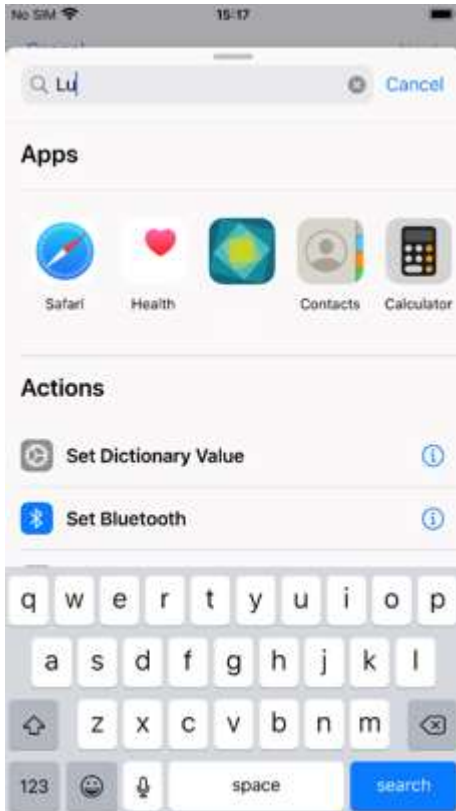 No SIM 15:17
Lu Cancel
Apps
Safari Health Contacts Calculator
Actions
Set Dictionary Value
Set Bluetooth
q w e r t y u i o p
a s d f g h j k l
z x c v b n m
123 space search